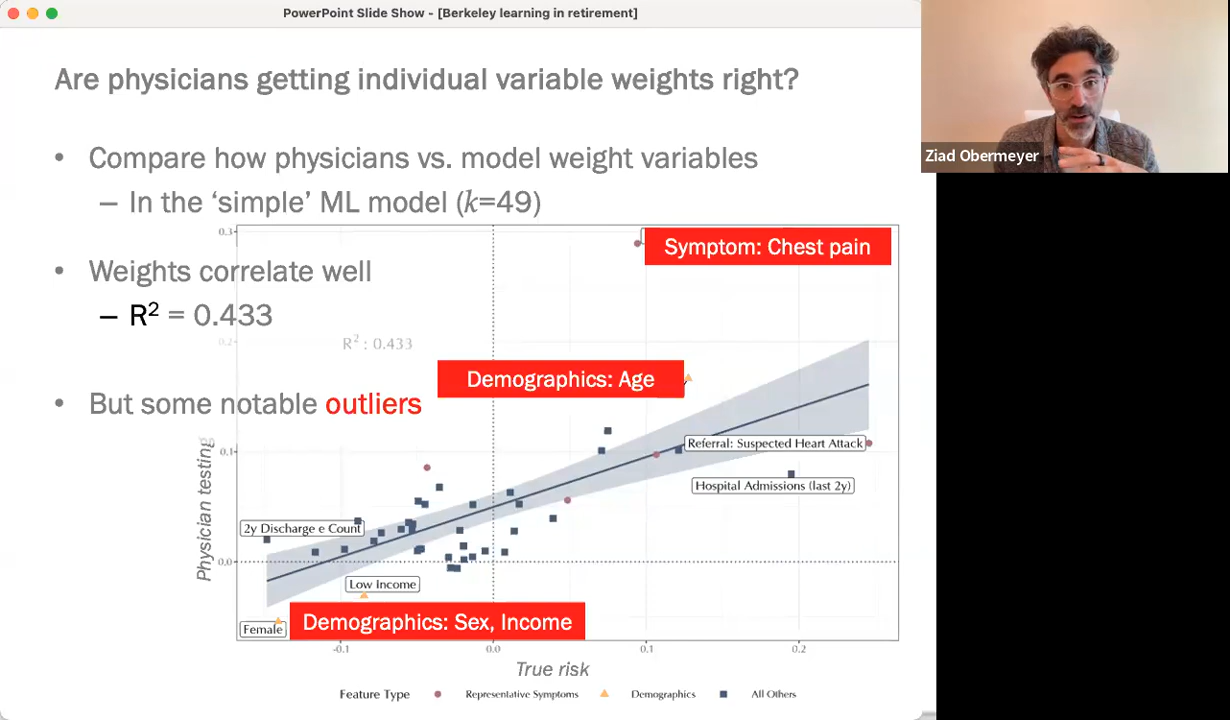 PowerPoint Slide Show - [Berkeley learning in retirement]
Are physicians getting individual variable weights right?
• Compare how physicians vs. model weight variables
– In the ‘simple’ ML model (k=49)
• Weights correlate well
– R² = 0.433
• But some notable outliers
Ziad Obermeyer
0.3
Symptom: Chest pain
0.2
R² : 0.433
Demographics: Age
0.1
Referral: Suspected Heart Attack
Hospital Admissions (last 2y)
2y Discharge e Count
0.0
Low Income
Demographics: Sex, Income
Female
Physician testing
-0.1
0.0
0.1
0.2
True risk
Feature Type
Representative Symptoms
Demographics
All Others